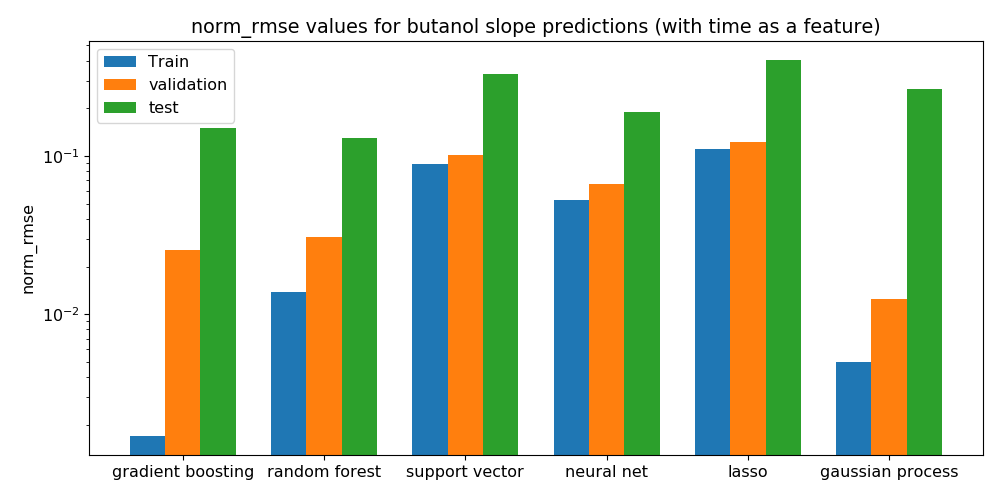 norm_rmse values for butanol slope predictions (with time as a feature)
Train
validation
test
norm_rmse
10⁻¹
10⁻²
gradient boosting
random forest
support vector
neural net
lasso
gaussian process